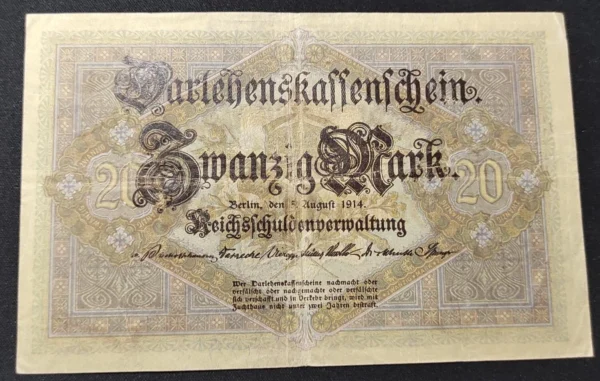 Darlehenskassenschein.
Zwanzig Mark.
20
20
Berlin, den 5. August 1914.
Reichsschuldenverwaltung
Wer Darlehenskassenscheine nachmacht oder
verfälscht oder nachgemachte oder verfälschte
sich verschafft und in Verkehr bringt, wird mit
Zuchthaus nicht unter zwei Jahren bestraft.